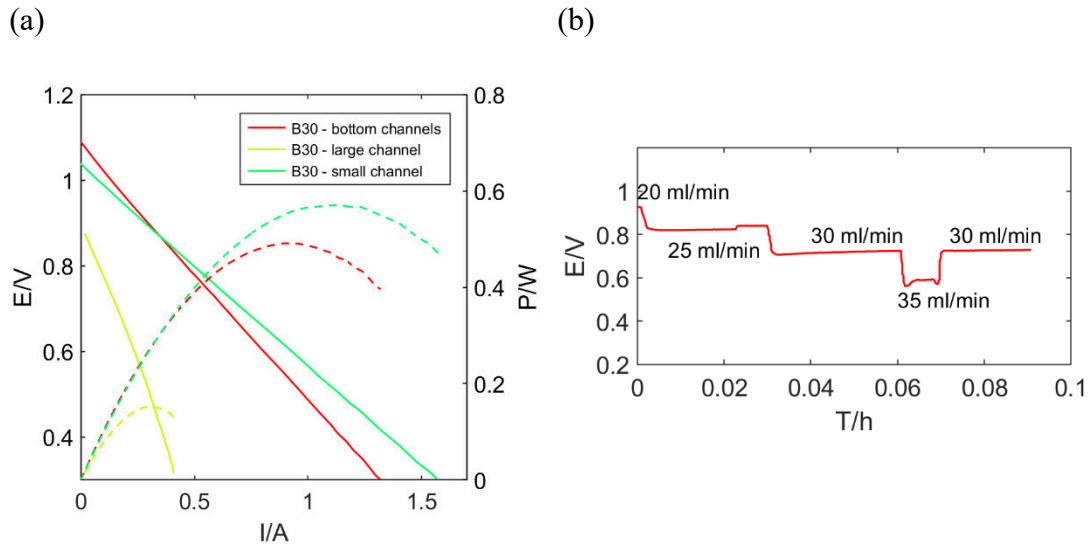 (a)
(b)
1.2
1
0.8
0.6
0.4
E/V
0.8
0.6
0.4
0.2
0
P/W
B30 - bottom channels
B30 - large channel
B30 - small channel
0
0.5
1
1.5
I/A
1
0.8
0.6
0.4
0.2
E/V
20 ml/min
25 ml/min
30 ml/min
30 ml/min
35 ml/min
0
0.02
0.04
0.06
0.08
0.1
T/h